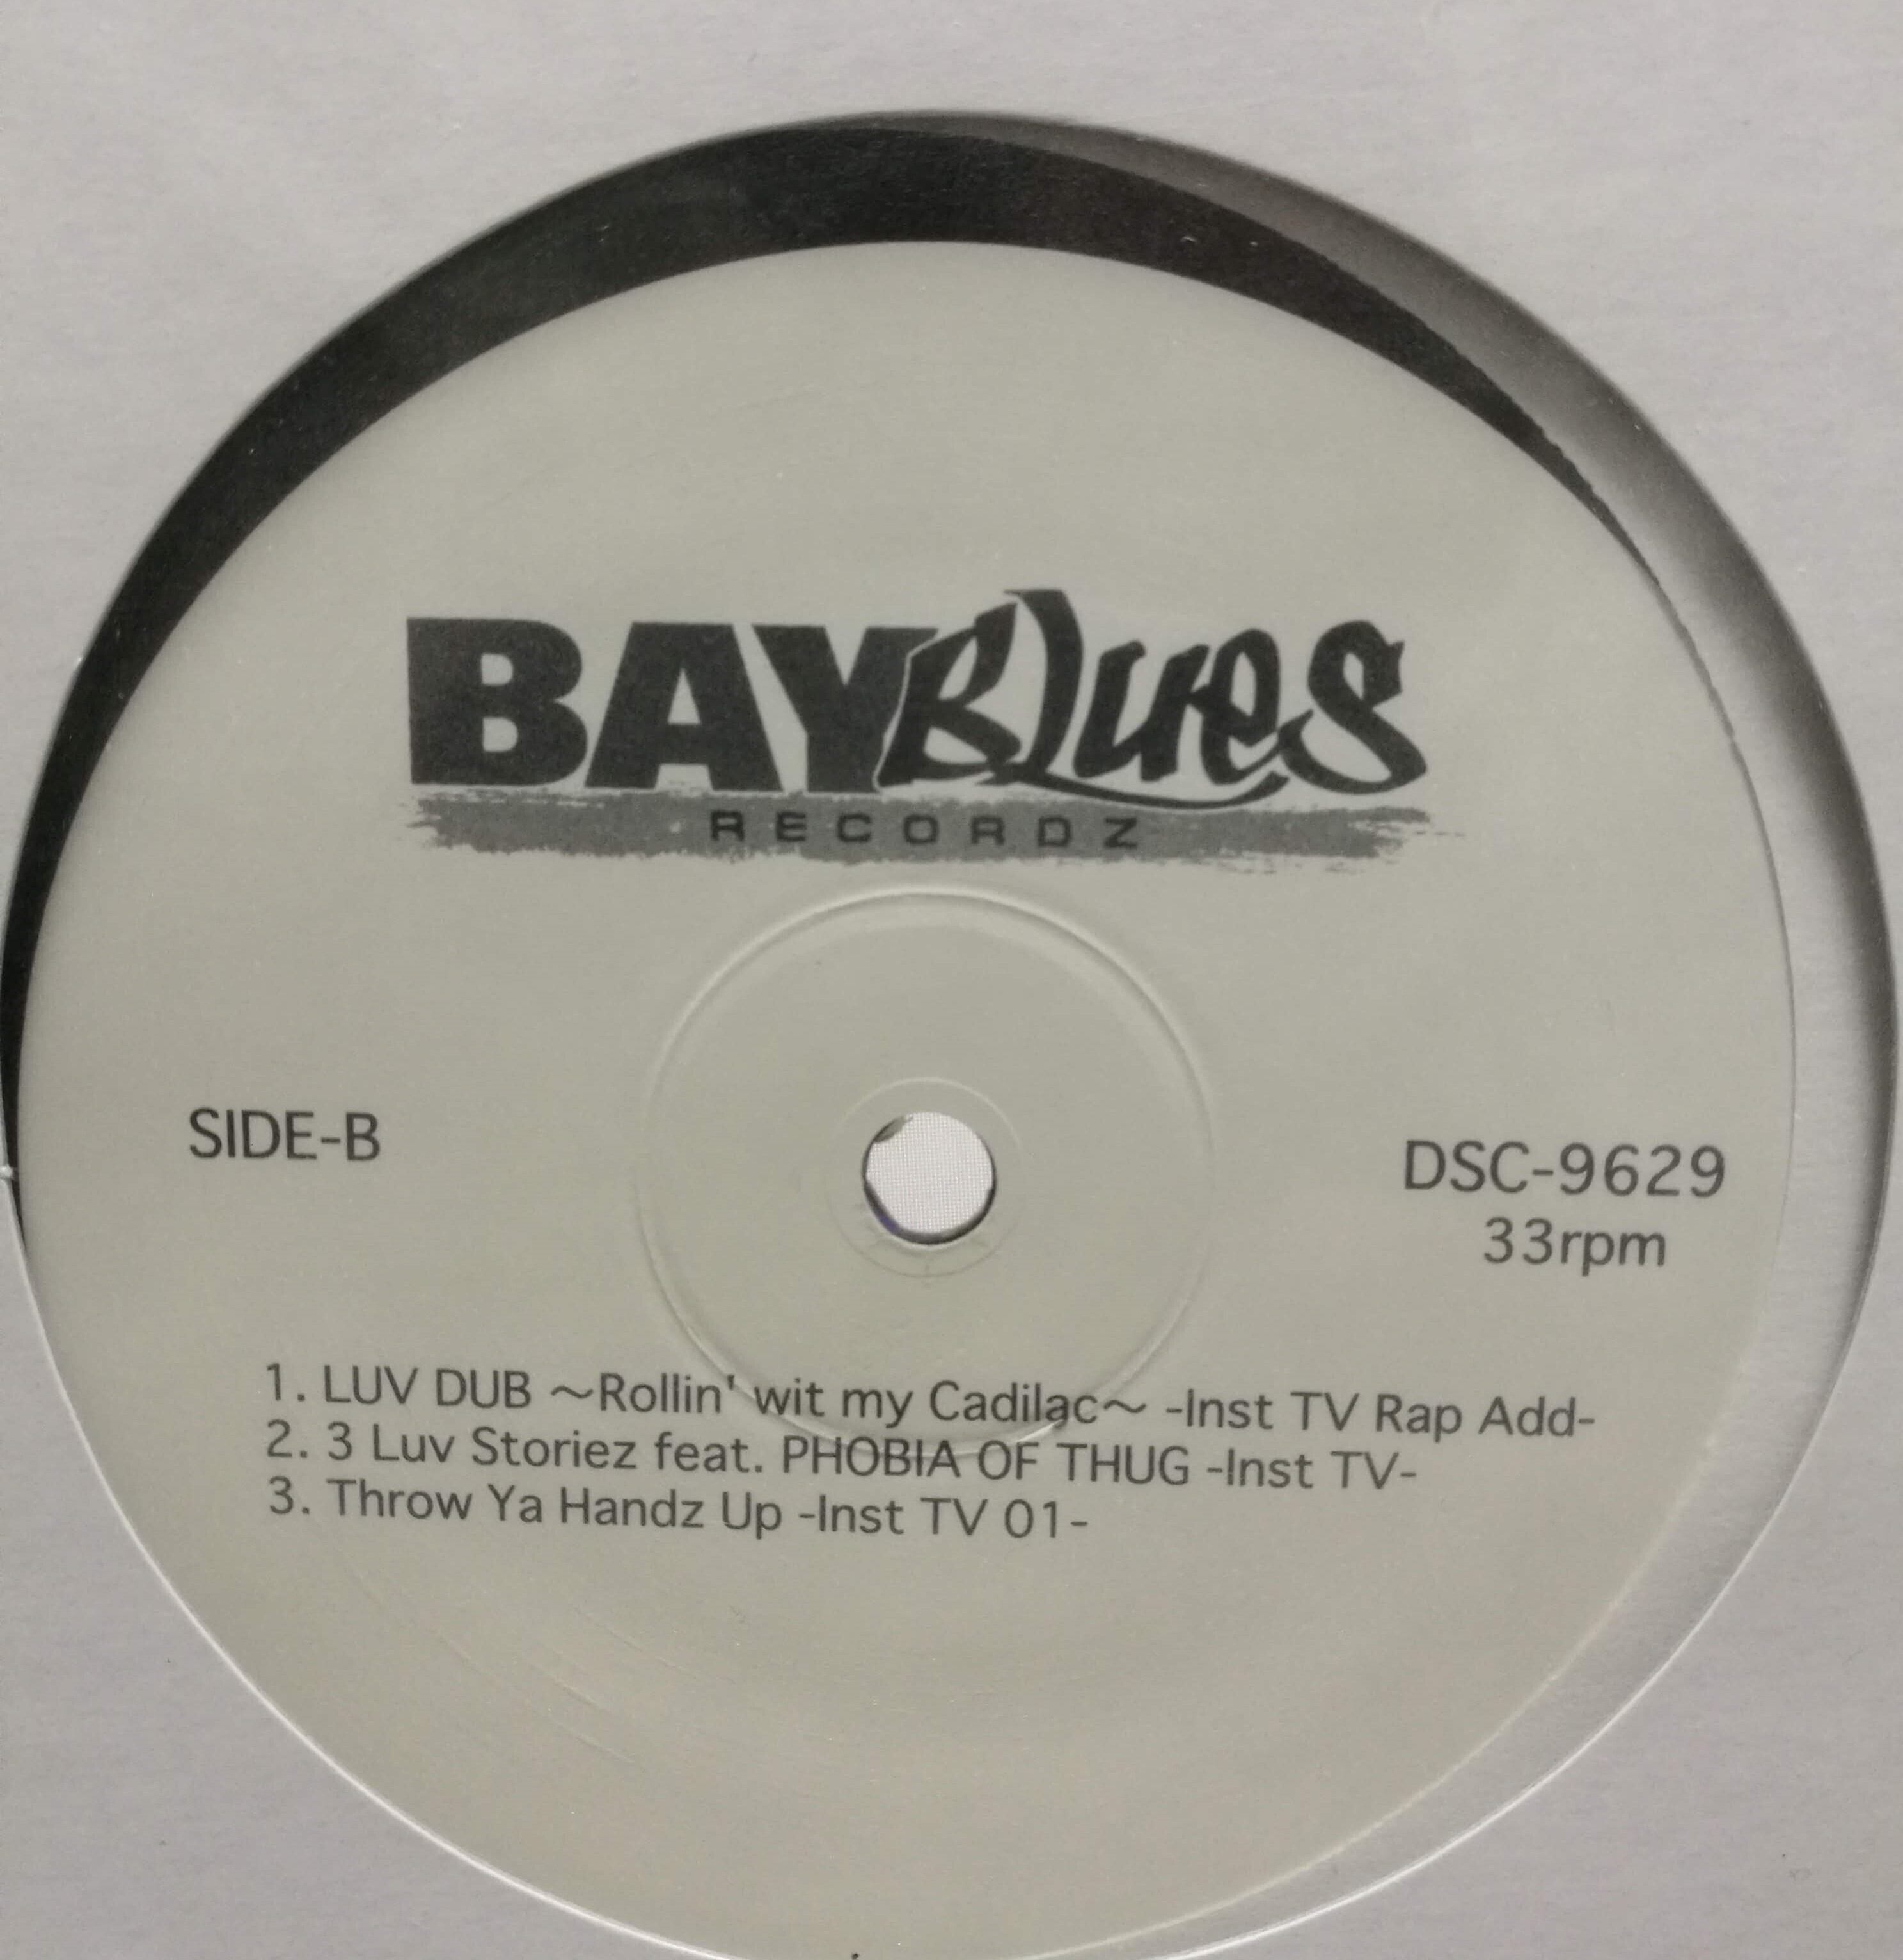 BAYBLUES
RECORDZ
SIDE-B
DSC-9629
33rpm
1. LUV DUB ～Rollin' wit my Cadilac～ -Inst TV Rap Add-
2. 3 Luv Storiez feat. PHOBIA OF THUG -Inst TV-
3. Throw Ya Handz Up -Inst TV 01-